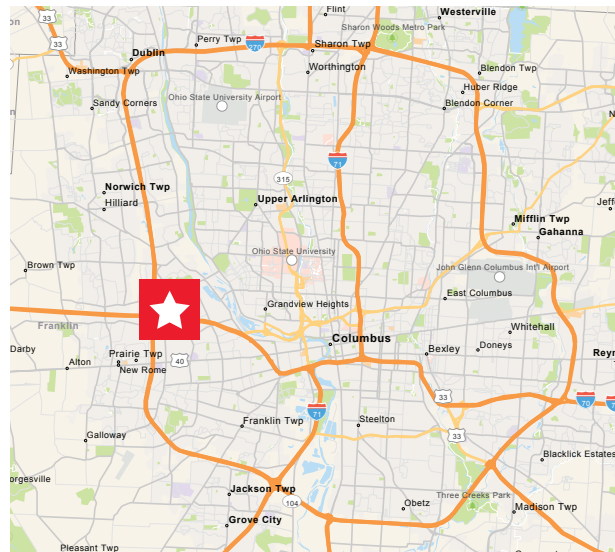 Flint
Westerville
33
Sharon Woods Metro Park
Perry Twp
33
Dublin
270
Sharon Twp
Washington Twp
Worthington
Blendon Twp
Huber Ridge
Sandy Corners
Ohio State University Airport
Blendon Corner
71
315
Norwich Twp
Hilliard
Upper Arlington
Jeff
Mifflin Twp
Gahanna
Ohio State University
Brown Twp
John Glenn Columbus Int'l Airport
East Columbus
Grandview Heights
Franklin
Whitehall
Columbus
Darby
Prairie Twp
40
Bexley
Doneys
Reyn
Alton
New Rome
33
70
71
Franklin Twp
Steelton
33
Galloway
Blacklick Estates
orgesville
Jackson Twp
Three Creeks Park
104
Obetz
Madison Twp
Grove City
Pleasant Twp